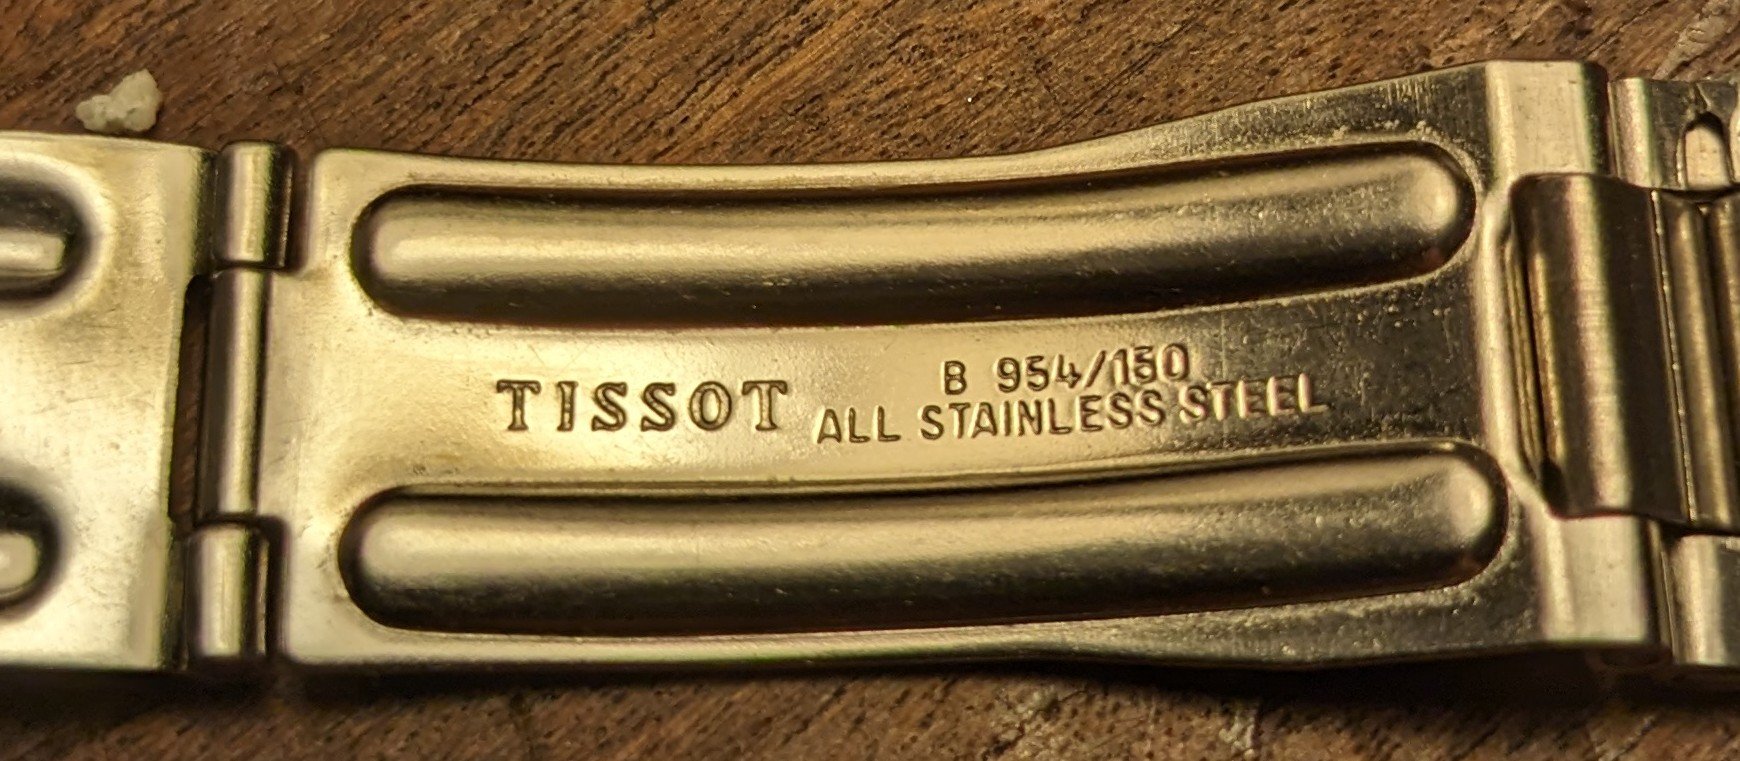 TISSOT
B 954/150
ALL STAINLESS STEEL